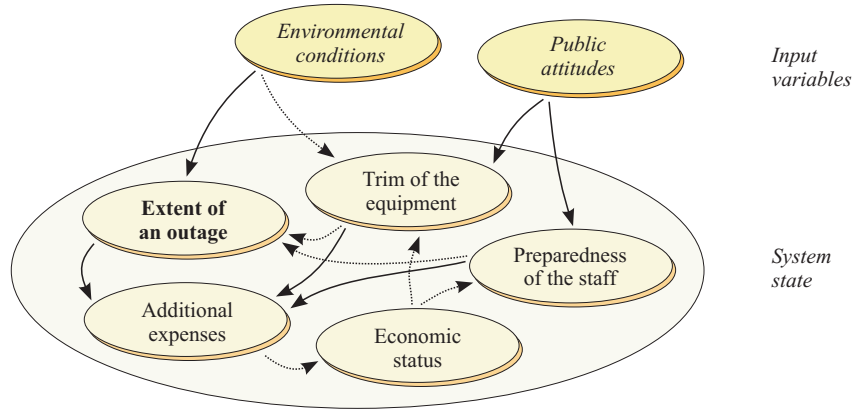 Environmental
conditions
Public
attitudes
Input
variables
Trim of the
equipment
Extent of
an outage
Preparedness
of the staff
System
state
Additional
expenses
Economic
status